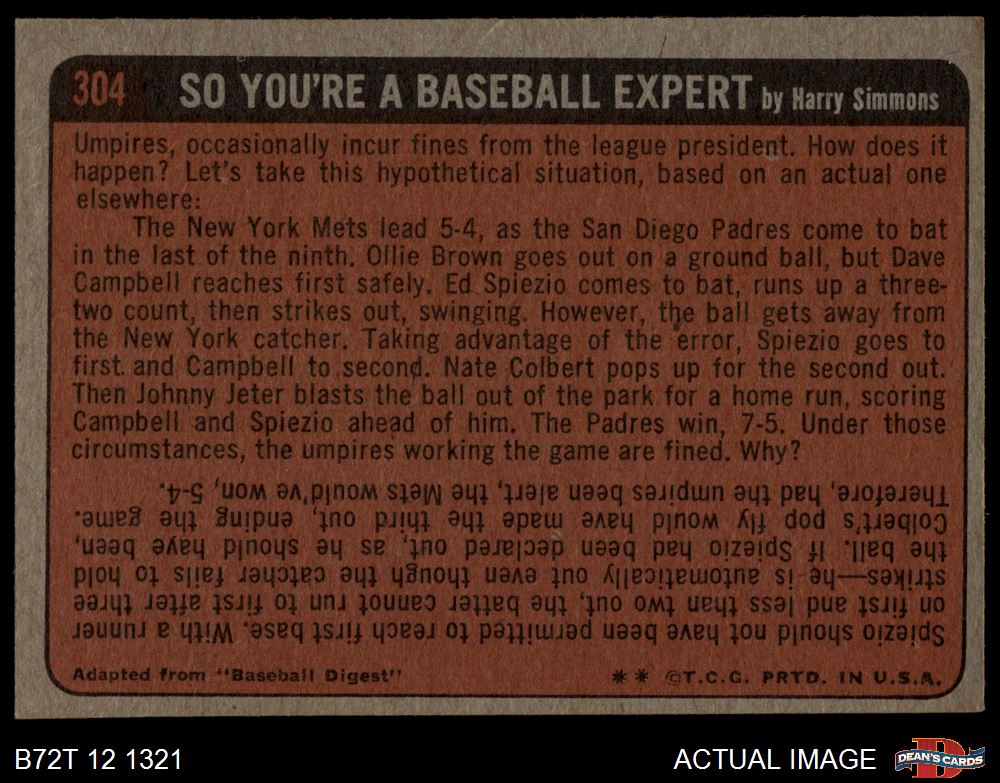 304 SO YOU'RE A BASEBALL EXPERT by Harry Simmons
Umpires, occasionally incur fines from the league president. How does it
happen? Let's take this hypothetical situation, based on an actual one
elsewhere:
The New York Mets lead 5-4, as the San Diego Padres come to bat
in the last of the ninth. Ollie Brown goes out on a ground ball, but Dave
Campbell reaches first safely. Ed Spiezio comes to bat, runs up a three-
two count, then strikes out, swinging. However, the ball gets away from
the New York catcher. Taking advantage of the error, Spiezio goes to
first and Campbell to second. Nate Colbert pops up for the second out.
Then Johnny Jeter blasts the ball out of the park for a home run, scoring
Campbell and Spiezio ahead of him. The Padres win, 7-5. Under those
circumstances, the umpires working the game are fined. Why?
Spiezio should not have been permitted to reach first base. With a runner
on first and less than two out, the batter cannot run to first after three
strikes—he is automatically out even though the catcher fails to hold
the ball. If Spiezio had been declared out, as he should have been,
Colbert's pop fly would have made the third out, ending the game.
Therefore, had the umpires been alert, the Mets would've won, 5-4.
Adapted from "Baseball Digest" ** ©T.C.G. PRTD. IN U.S.A.
B72T 12 1321 ACTUAL IMAGE DEAN'S CARDS